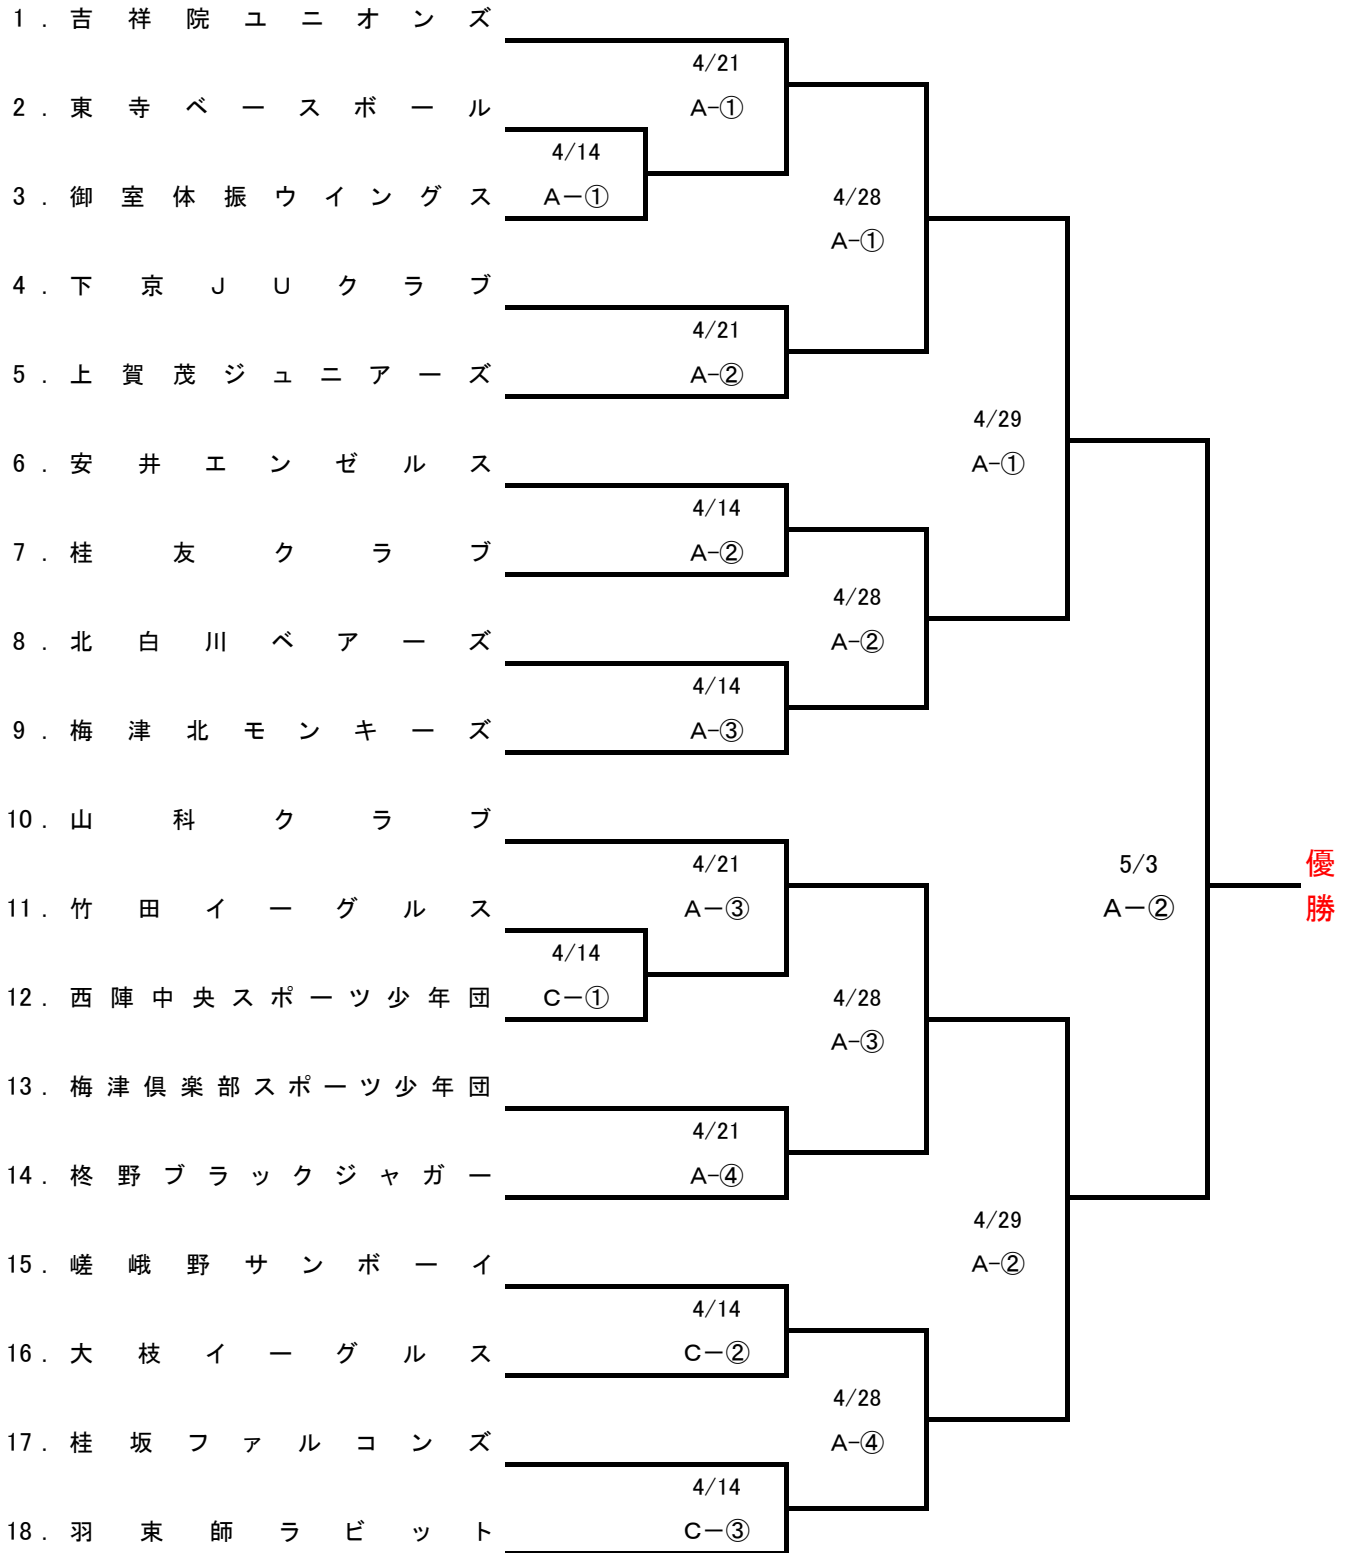 1. 吉祥院ユニオンズ
4/21
2. 東寺ベースボール
A-①
4/14
3. 御室体振ウイングス
A－①
4/28
A-①
4. 下京JUクラブ
4/21
5. 上賀茂ジュニアーズ
A-②
4/29
6. 安井エンゼルス
A-①
4/14
7. 桂友クラブ
A-②
4/28
8. 北白川ベアーズ
A-②
4/14
9. 梅津北モンキーズ
A-③
10. 山科クラブ
4/21
5/3
優
11. 竹田イーグルス
A－③
A－②
勝
4/14
12. 西陣中央スポーツ少年団
C－①
4/28
A-③
13. 梅津倶楽部スポーツ少年団
4/21
14. 柊野ブラックジャガー
A-④
4/29
15. 嵯峨野サンボーイ
A-②
4/14
16. 大枝イーグルス
C－②
4/28
17. 桂坂ファルコンズ
A-④
4/14
18. 羽束師ラビット
C－③